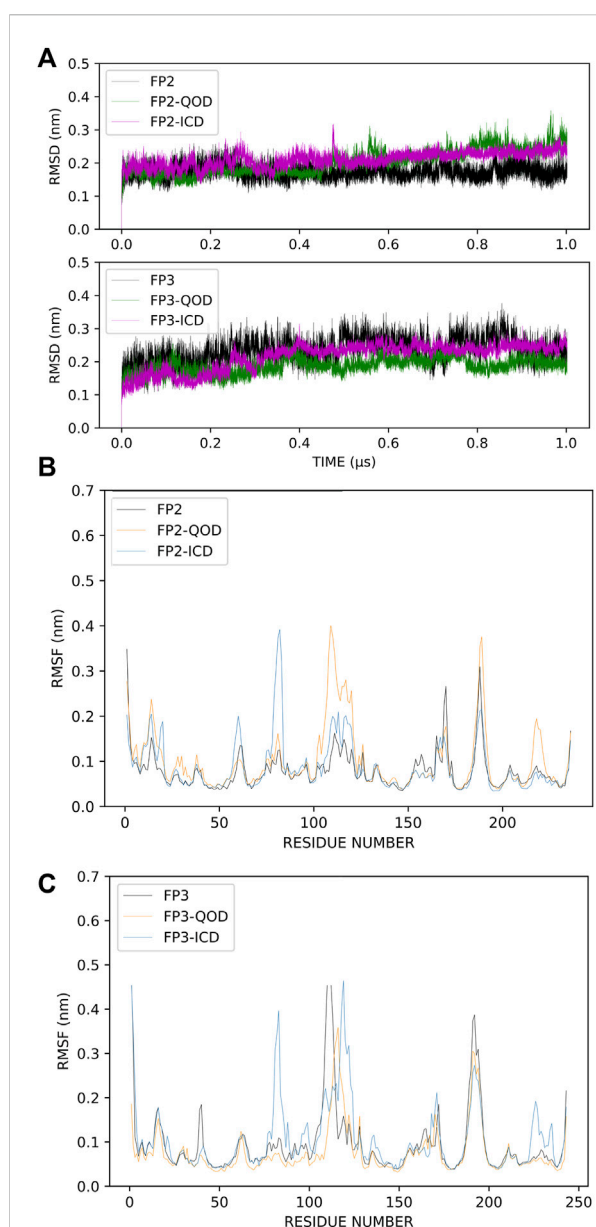 A
RMSD (nm)
0.5
0.4
0.3
0.2
0.1
0.0
FP2
FP2-QOD
FP2-ICD
0.0 0.2 0.4 0.6 0.8 1.0
RMSD (nm)
0.5
0.4
0.3
0.2
0.1
0.0
FP3
FP3-QOD
FP3-ICD
0.0 0.2 0.4 0.6 0.8 1.0
TIME (µs)
B
RMSF (nm)
0.7
0.6
0.5
0.4
0.3
0.2
0.1
0.0
FP2
FP2-QOD
FP2-ICD
0 50 100 150 200
RESIDUE NUMBER
C
RMSF (nm)
0.7
0.6
0.5
0.4
0.3
0.2
0.1
0.0
FP3
FP3-QOD
FP3-ICD
0 50 100 150 200 250
RESIDUE NUMBER